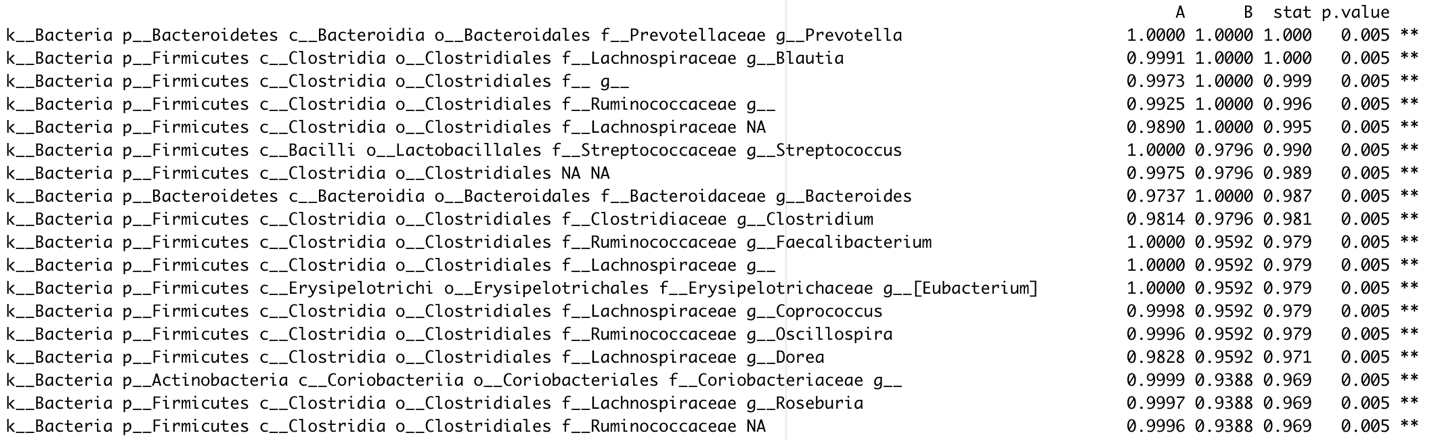 A B stat p.value
k__Bacteria p__Bacteroidetes c__Bacteroidia o__Bacteroidales f__Prevotellaceae g__Prevotella 1.0000 1.0000 1.000 0.005 **
k__Bacteria p__Firmicutes c__Clostridia o__Clostridiales f__Lachnospiraceae g__Blautia 0.9991 1.0000 1.000 0.005 **
k__Bacteria p__Firmicutes c__Clostridia o__Clostridiales f__ g__ 0.9973 1.0000 0.999 0.005 **
k__Bacteria p__Firmicutes c__Clostridia o__Clostridiales f__Ruminococcaceae g__ 0.9925 1.0000 0.996 0.005 **
k__Bacteria p__Firmicutes c__Clostridia o__Clostridiales f__Lachnospiraceae NA 0.9890 1.0000 0.995 0.005 **
k__Bacteria p__Firmicutes c__Bacilli o__Lactobacillales f__Streptococcaceae g__Streptococcus 1.0000 0.9796 0.990 0.005 **
k__Bacteria p__Firmicutes c__Clostridia o__Clostridiales NA NA 0.9975 0.9796 0.989 0.005 **
k__Bacteria p__Bacteroidetes c__Bacteroidia o__Bacteroidales f__Bacteroidaceae g__Bacteroides 0.9737 1.0000 0.987 0.005 **
k__Bacteria p__Firmicutes c__Clostridia o__Clostridiales f__Clostridiaceae g__Clostridium 0.9814 0.9796 0.981 0.005 **
k__Bacteria p__Firmicutes c__Clostridia o__Clostridiales f__Ruminococcaceae g__Faecalibacterium 1.0000 0.9592 0.979 0.005 **
k__Bacteria p__Firmicutes c__Clostridia o__Clostridiales f__Lachnospiraceae g__ 1.0000 0.9592 0.979 0.005 **
k__Bacteria p__Firmicutes c__Erysipelotrichi o__Erysipelotrichales f__Erysipelotrichaceae g__[Eubacterium] 1.0000 0.9592 0.979 0.005 **
k__Bacteria p__Firmicutes c__Clostridia o__Clostridiales f__Lachnospiraceae g__Coprococcus 0.9998 0.9592 0.979 0.005 **
k__Bacteria p__Firmicutes c__Clostridia o__Clostridiales f__Ruminococcaceae g__Oscillospira 0.9996 0.9592 0.979 0.005 **
k__Bacteria p__Firmicutes c__Clostridia o__Clostridiales f__Lachnospiraceae g__Dorea 0.9828 0.9592 0.971 0.005 **
k__Bacteria p__Actinobacteria c__Coriobacteriia o__Coriobacteriales f__Coriobacteriaceae g__ 0.9999 0.9388 0.969 0.005 **
k__Bacteria p__Firmicutes c__Clostridia o__Clostridiales f__Lachnospiraceae g__Roseburia 0.9997 0.9388 0.969 0.005 **
k__Bacteria p__Firmicutes c__Clostridia o__Clostridiales f__Ruminococcaceae NA 0.9996 0.9388 0.969 0.005 **